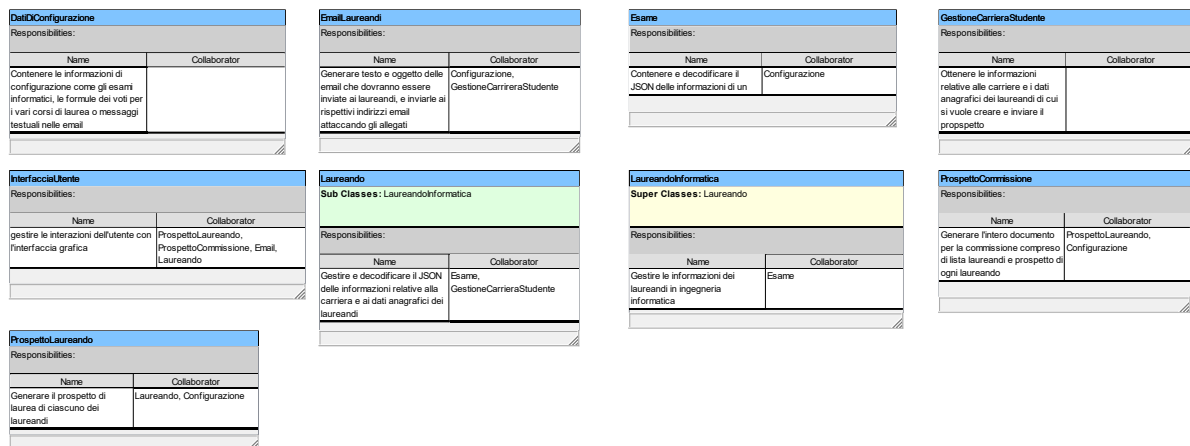 DatiDiConfigurazione
Responsibilities:
Name Collaborator
Contenere le informazioni di
configurazione come gli esami
informatici, le formule dei voti per
i vari corsi di laurea o messaggi
testuali nelle email
EmailLaureandi
Responsibilities:
Name Collaborator
Generare testo e oggetto delle
email che dovranno essere
inviate ai laureandi, e inviarle ai
rispettivi indirizzi email
attaccando gli allegati
Configurazione,
GestioneCarrireraStudente
Esame
Responsibilities:
Name Collaborator
Contenere e decodificare il
JSON delle informazioni di un
Configurazione
GestioneCarrieraStudente
Responsibilities:
Name Collaborator
Ottenere le informazioni
relative alle carriere e i dati
anagrafici dei laureandi di cui
si vuole creare e inviare il
propspetto
InterfacciaUtente
Responsibilities:
Name Collaborator
gestire le interazioni dell'utente con
l'interfaccia grafica
ProspettoLaureando,
ProspettoCommissione, Email,
Laureando
Laureando
Sub Classes: LaureandoInformatica
Responsibilities:
Name Collaborator
Gestire e decodificare il JSON
delle informazioni relative alla
carriera e ai dati anagrafici dei
laureandi
Esame,
GestioneCarrieraStudente
LaureandoInformatica
Super Classes: Laureando
Responsibilities:
Name Collaborator
Gestire le informazioni dei
laureandi in ingegneria
informatica
Esame
ProspettoCommissione
Responsibilities:
Name Collaborator
Generare l'intero documento
per la commissione compreso
di lista laureandi e prospetto di
ogni laureando
ProspettoLaureando,
Configurazione
ProspettoLaureando
Responsibilities:
Name Collaborator
Generare il prospetto di
laurea di ciascuno dei
laureandi
Laureando, Configurazione